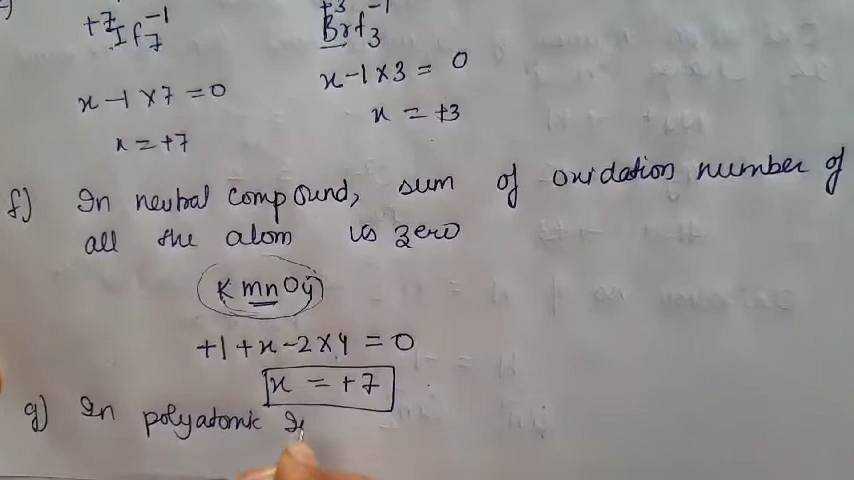 +7 -1 +3 -1
If7 Brf3
x - 1 × 7 = 0 x - 1 × 3 = 0
x = +7 x = +3
f) In neutral compound, sum of oxidation number of
all the atom is zero
KmnO4
+1 + x - 2 × 4 = 0
x = +7
g) In polyatomic